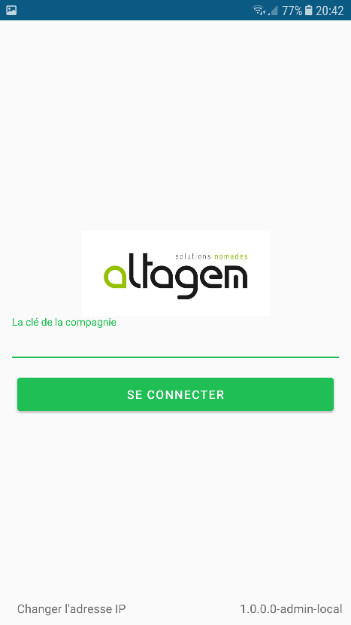 77% 20:42
solutions nomades
altagem
La clé de la compagnie
SE CONNECTER
Changer l'adresse IP 1.0.0.0-admin-local